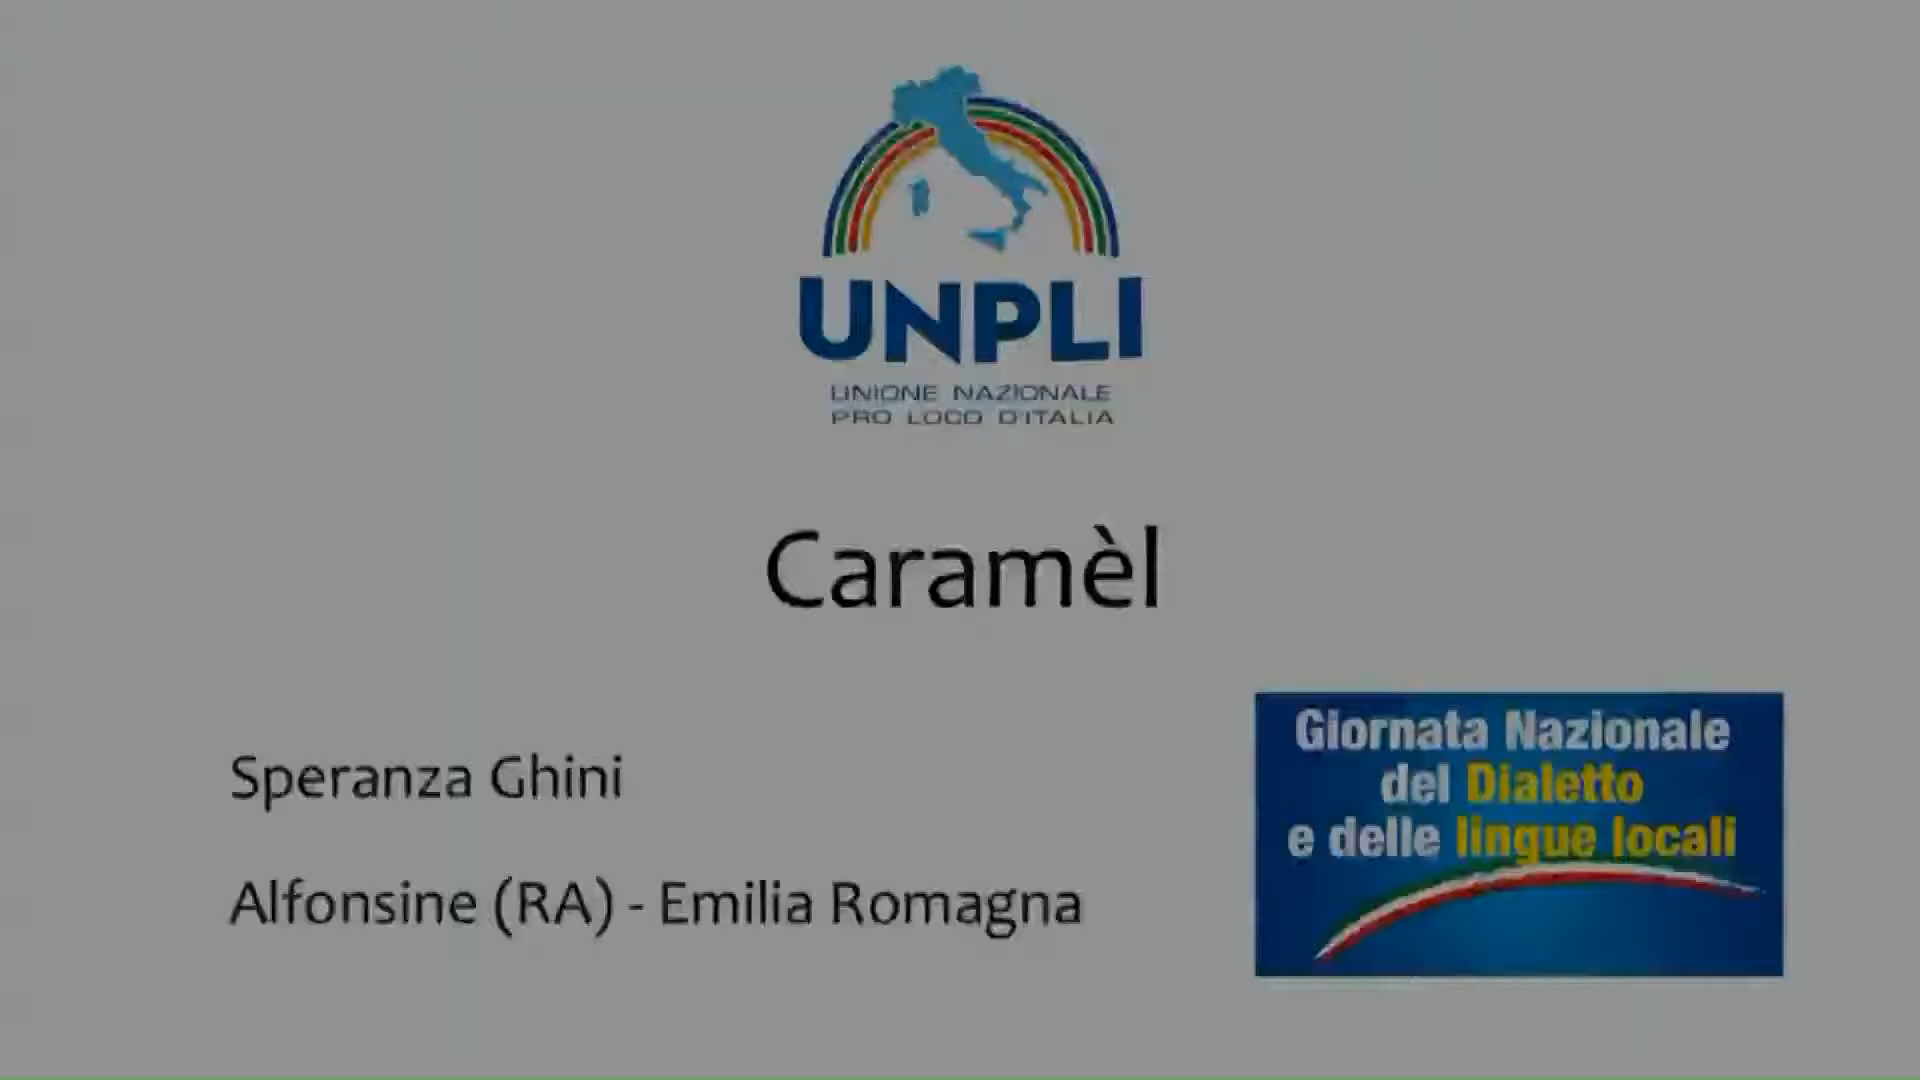 UNPLI
UNIONE NAZIONALE
PRO LOCO D'ITALIA
Caramèl
Speranza Ghini
Alfonsine (RA) - Emilia Romagna
Giornata Nazionale
del Dialetto
e delle lingue locali